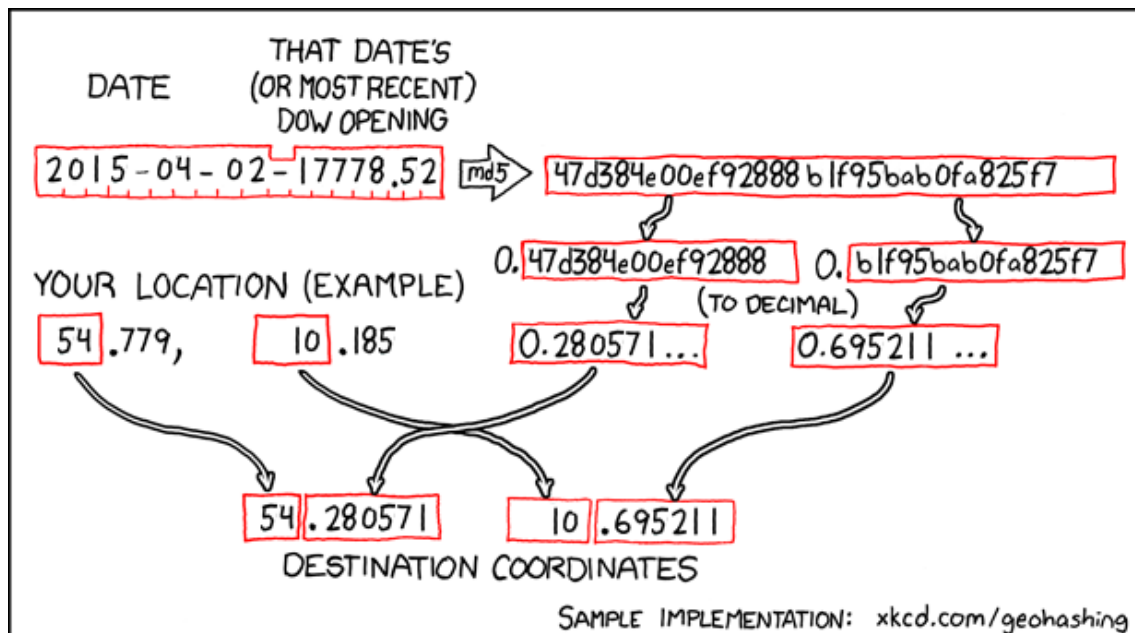 THAT DATE'S
DATE (OR MOST RECENT)
DOW OPENING
2015-04-02-17778.52 md5 47d384e00ef92888b1f95bab0fa825f7
0.47d384e00ef92888 0.b1f95bab0fa825f7
YOUR LOCATION (EXAMPLE) (TO DECIMAL)
54.779, 10.185 0.280571... 0.695211...
54.280571 10.695211
DESTINATION COORDINATES
SAMPLE IMPLEMENTATION: xkcd.com/geohashing